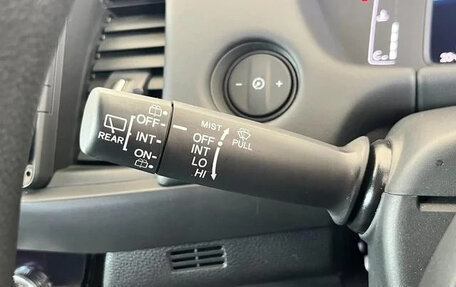 MIST
OFF
INT
LO
HI
PULL
REAR
OFF
INT
ON